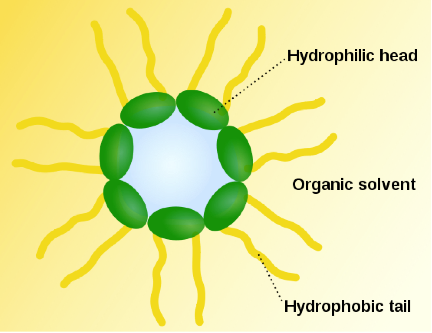 Hydrophilic head
Organic solvent
Hydrophobic tail